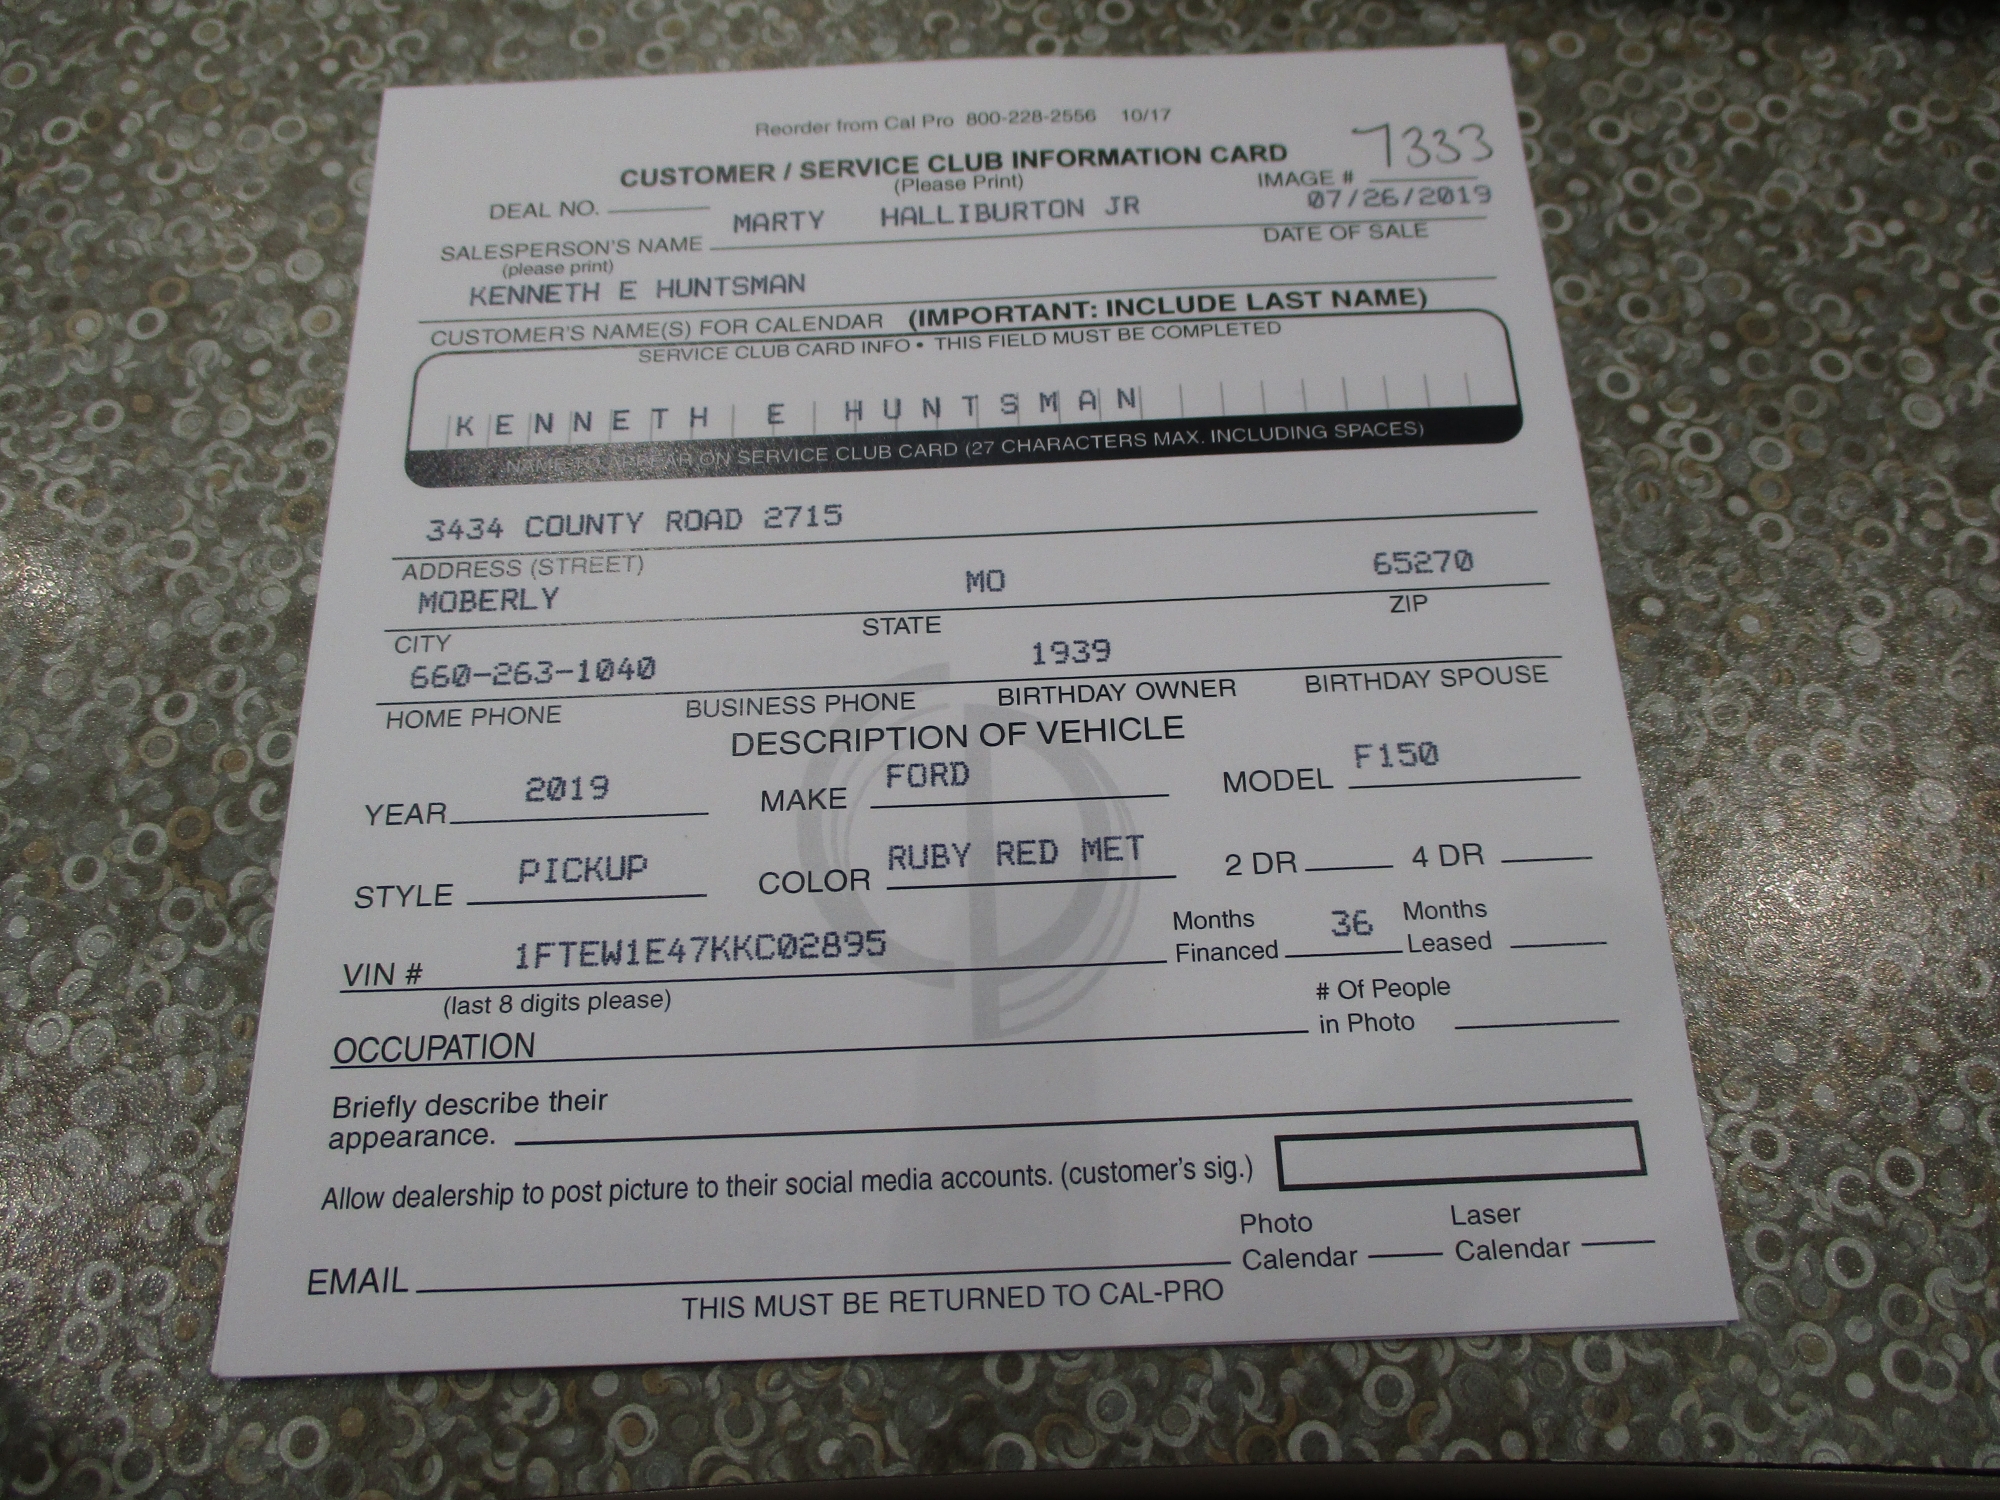 Reorder from Cal Pro 800-228-2556 10/17
CUSTOMER / SERVICE CLUB INFORMATION CARD
(Please Print)
IMAGE # 7333
DEAL NO.
MARTY HALLIBURTON JR 07/26/2019
SALESPERSON'S NAME DATE OF SALE
(please print)
KENNETH E HUNTSMAN
CUSTOMER'S NAME(S) FOR CALENDAR (IMPORTANT: INCLUDE LAST NAME)
SERVICE CLUB CARD INFO • THIS FIELD MUST BE COMPLETED
KENNETH E HUNTSMAN
NAME TO APPEAR ON SERVICE CLUB CARD (27 CHARACTERS MAX. INCLUDING SPACES)
3434 COUNTY ROAD 2715
ADDRESS (STREET)
MOBERLY MO 65270
CITY STATE ZIP
660-263-1040 1939
HOME PHONE BUSINESS PHONE BIRTHDAY OWNER BIRTHDAY SPOUSE
DESCRIPTION OF VEHICLE
YEAR 2019 MAKE FORD MODEL F150
STYLE PICKUP COLOR RUBY RED MET 2 DR 4 DR
VIN # 1FTEW1E47KKC02895 Months Financed 36 Months Leased
(last 8 digits please)
OCCUPATION # Of People in Photo
Briefly describe their
appearance.
Allow dealership to post picture to their social media accounts. (customer's sig.)
EMAIL Photo Calendar Laser Calendar
THIS MUST BE RETURNED TO CAL-PRO